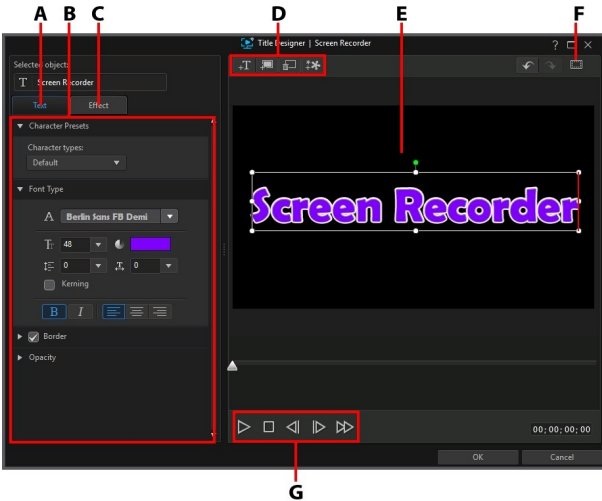 A B C D E F
Title Designer | Screen Recorder
?
Selected object:
T Screen Recorder
Text Effect
Character Presets
Character types:
Default
Font Type
A Berlin Sans FB Demi
48
0 0
Kerning
B I
Border
Opacity
Screen Recorder
00;00;00;00
OK Cancel
G